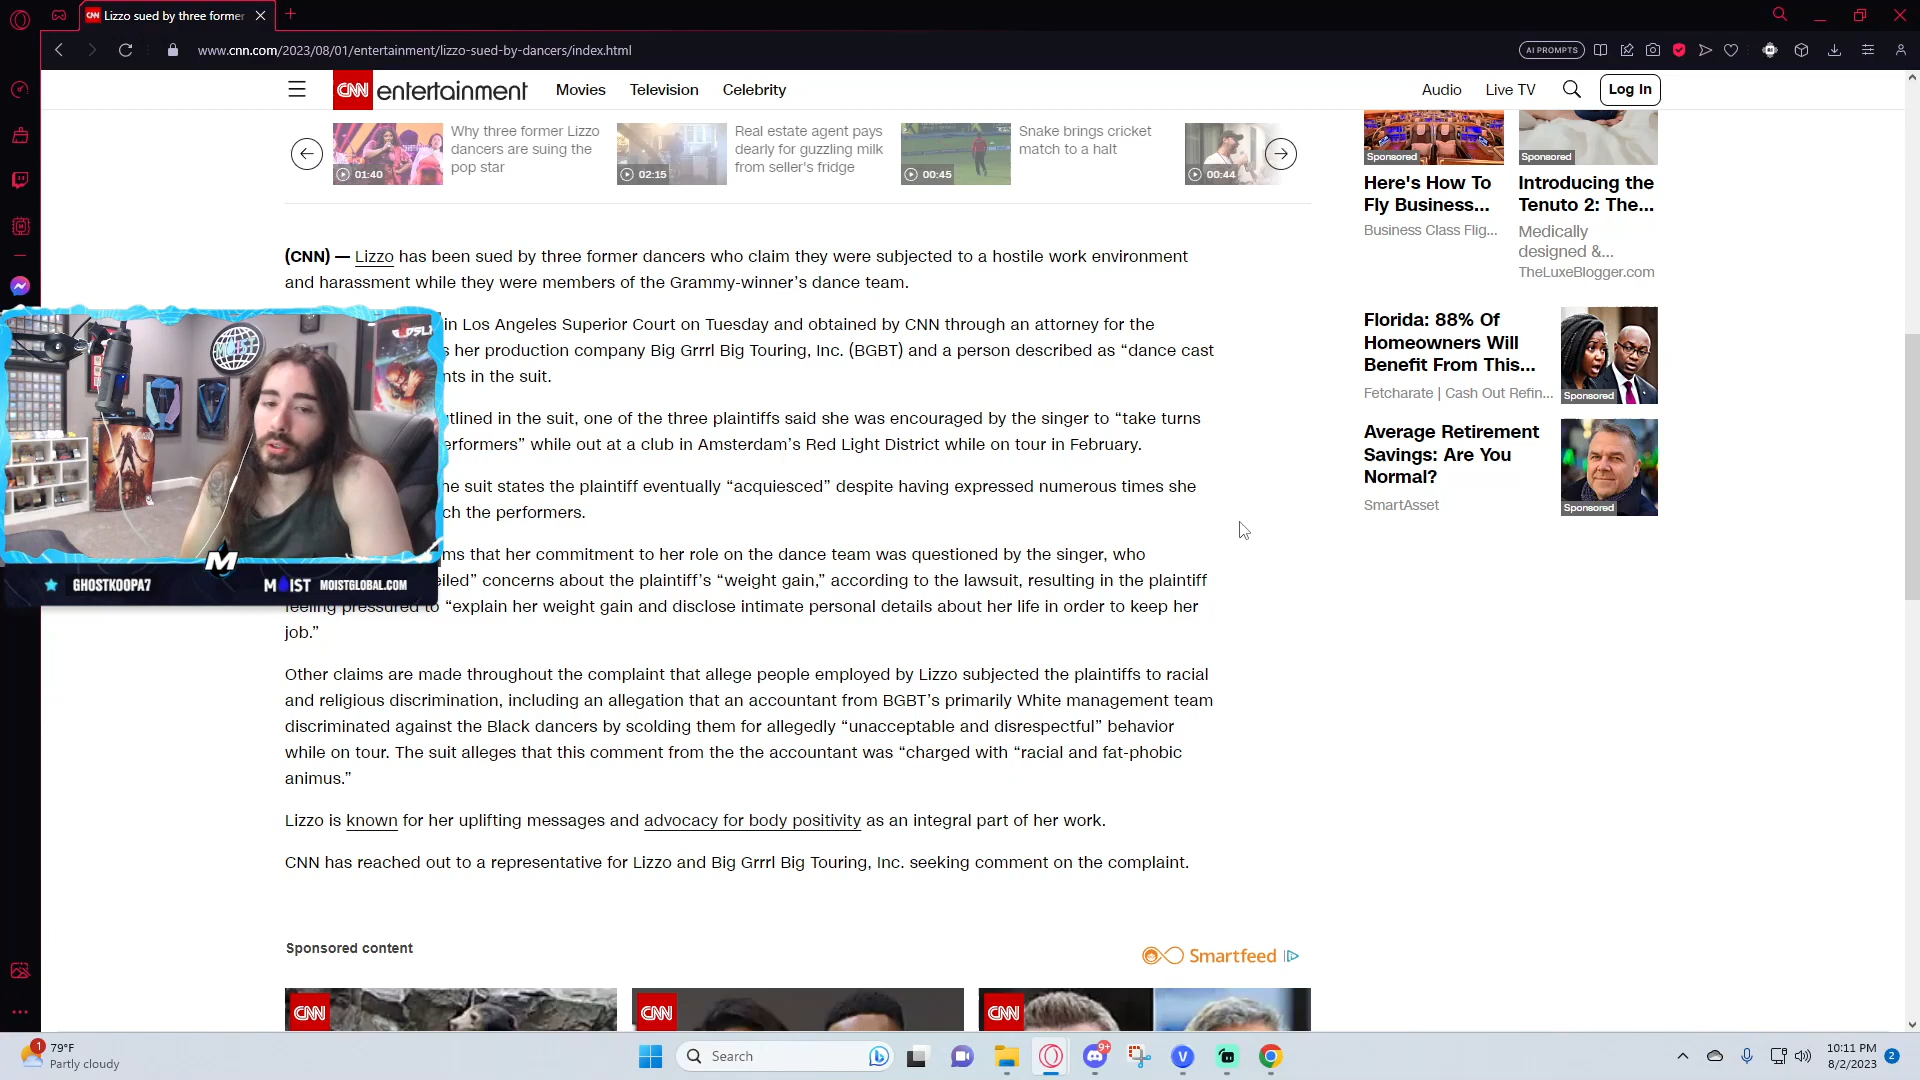 Lizzo sued by three former
www.cnn.com/2023/08/01/entertainment/lizzo-sued-by-dancers/index.html
AI PROMPTS
CNN entertainment
Movies
Television
Celebrity
Audio
Live TV
Log In
01:40
Why three former Lizzo
dancers are suing the
pop star
02:15
Real estate agent pays
dearly for guzzling milk
from seller's fridge
00:45
Snake brings cricket
match to a halt
00:44
(CNN) — Lizzo has been sued by three former dancers who claim they were subjected to a hostile work environment
and harassment while they were members of the Grammy-winner's dance team.
in Los Angeles Superior Court on Tuesday and obtained by CNN through an attorney for the
s her production company Big Grrrl Big Touring, Inc. (BGBT) and a person described as “dance cast
nts in the suit.
tlined in the suit, one of the three plaintiffs said she was encouraged by the singer to “take turns
erformers” while out at a club in Amsterdam's Red Light District while on tour in February.
he suit states the plaintiff eventually “acquiesced” despite having expressed numerous times she
ch the performers.
ms that her commitment to her role on the dance team was questioned by the singer, who
eiled” concerns about the plaintiff's “weight gain,” according to the lawsuit, resulting in the plaintiff
feeling pressured to “explain her weight gain and disclose intimate personal details about her life in order to keep her
job.”
Other claims are made throughout the complaint that allege people employed by Lizzo subjected the plaintiffs to racial
and religious discrimination, including an allegation that an accountant from BGBT's primarily White management team
discriminated against the Black dancers by scolding them for allegedly “unacceptable and disrespectful” behavior
while on tour. The suit alleges that this comment from the the accountant was “charged with “racial and fat-phobic
animus.”
Lizzo is known for her uplifting messages and advocacy for body positivity as an integral part of her work.
CNN has reached out to a representative for Lizzo and Big Grrrl Big Touring, Inc. seeking comment on the complaint.
Sponsored content
Smartfeed
CNN
CNN
CNN
Sponsored
Here's How To
Fly Business...
Business Class Flig...
Sponsored
Introducing the
Tenuto 2: The...
Medically
designed &...
TheLuxeBlogger.com
Florida: 88% Of
Homeowners Will
Benefit From This...
Fetcharate | Cash Out Refin...
Sponsored
Average Retirement
Savings: Are You
Normal?
SmartAsset
Sponsored
MOIST
M
GHOSTKOOPA7
MOIST
MOISTGLOBAL.COM
1
79°F
Partly cloudy
Search
9+
V
10:11 PM
8/2/2023
2